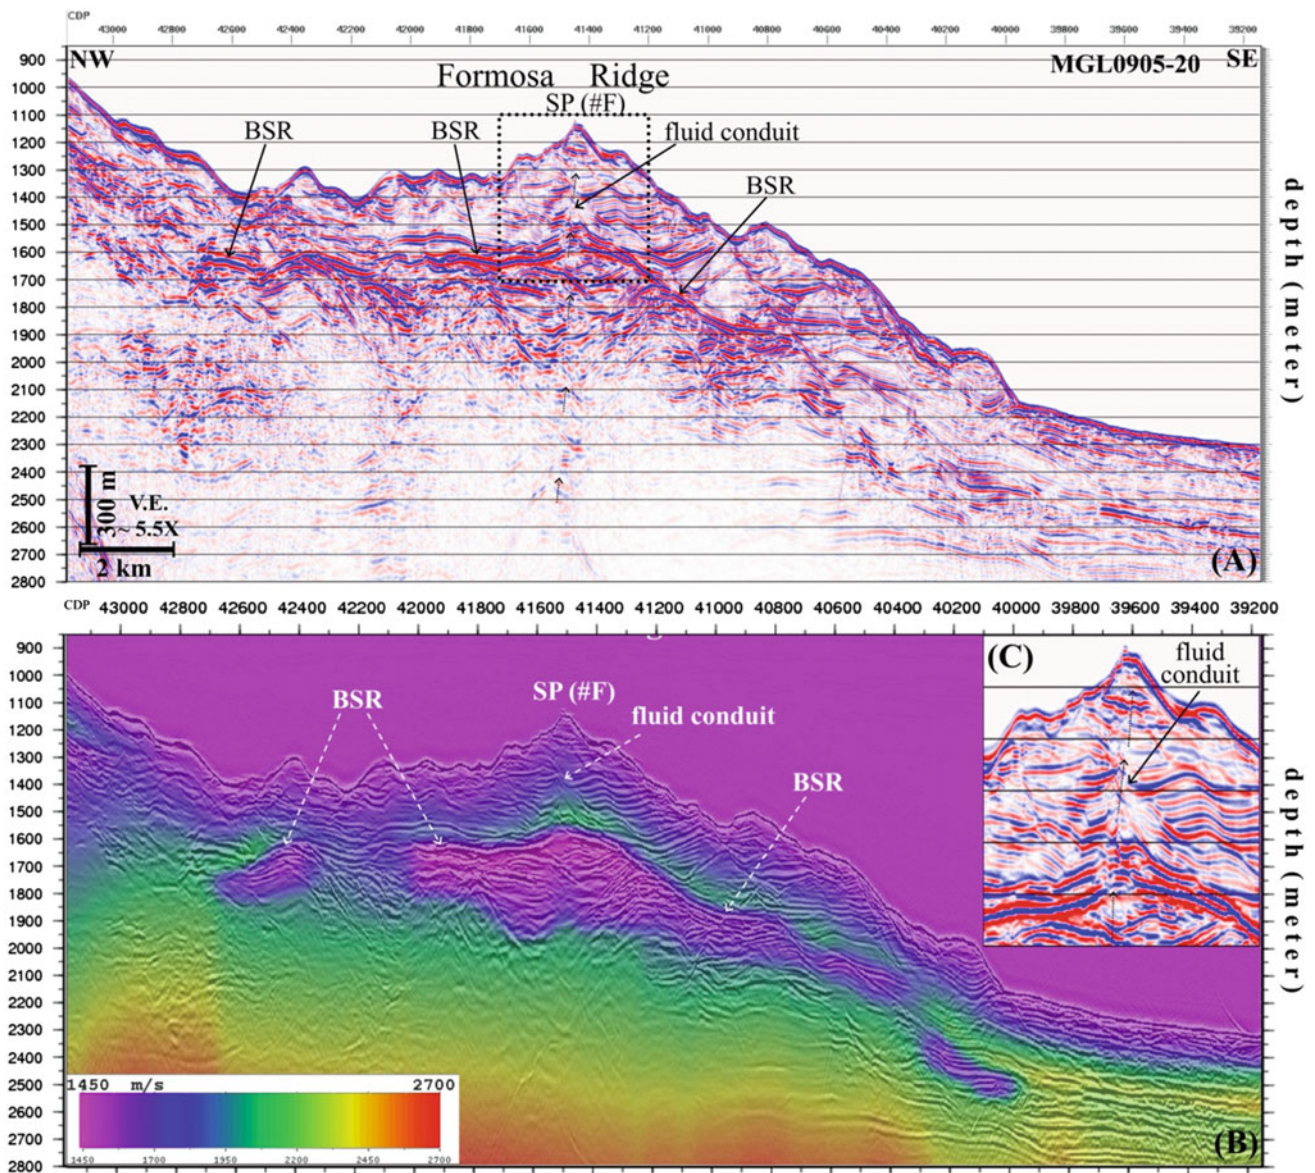 CDP
43000 42800 42600 42400 42200 42000 41800 41600 41400 41200 41000 40800 40600 40400 40200 40000 39800 39600 39400 39200
NW
Formosa Ridge
MGL0905-20 SE
SP (#F)
BSR
BSR
fluid conduit
BSR
900
1000
1100
1200
1300
1400
1500
1600
1700
1800
1900
2000
2100
2200
2300
2400
2500
2600
2700
2800
depth (meter)
300 m
V.E.
~ 5.5X
2 km
(A)
CDP 43000 42800 42600 42400 42200 42000 41800 41600 41400 41200 41000 40800 40600 40400 40200 40000 39800 39600 39400 39200
900
1000
1100
1200
1300
1400
1500
1600
1700
1800
1900
2000
2100
2200
2300
2400
2500
2600
2700
2800
BSR
SP (#F)
fluid conduit
BSR
(C)
fluid
conduit
depth (meter)
1450 m/s 2700
1450 1700 1950 2200 2450 2700
(B)